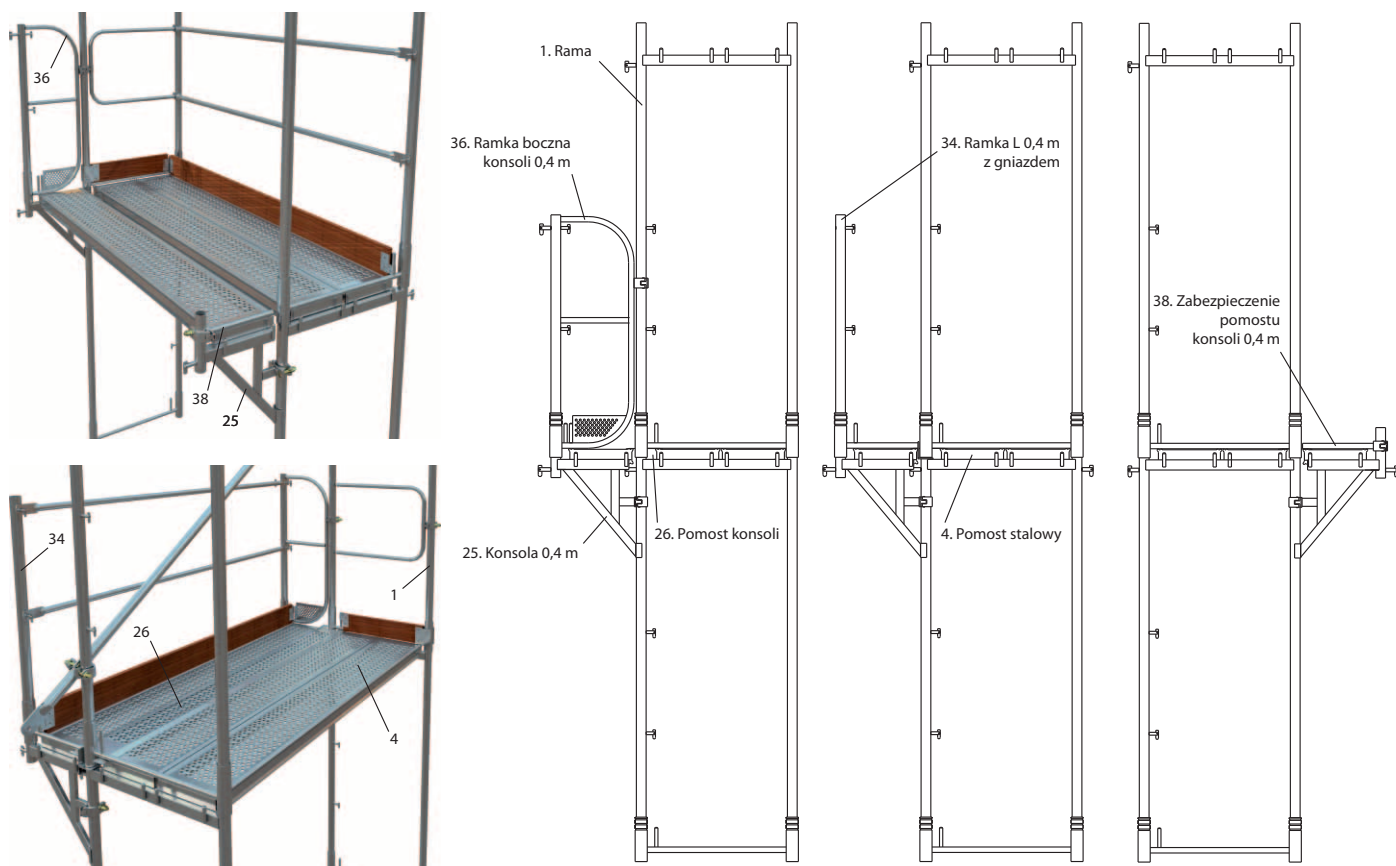 36
38
25
34
1
26
4
1. Rama
36. Ramka boczna
konsoli 0,4 m
34. Ramka L 0,4 m
z gniazdem
38. Zabezpieczenie
pomostu
konsoli 0,4 m
25. Konsola 0,4 m
26. Pomost konsoli
4. Pomost stalowy